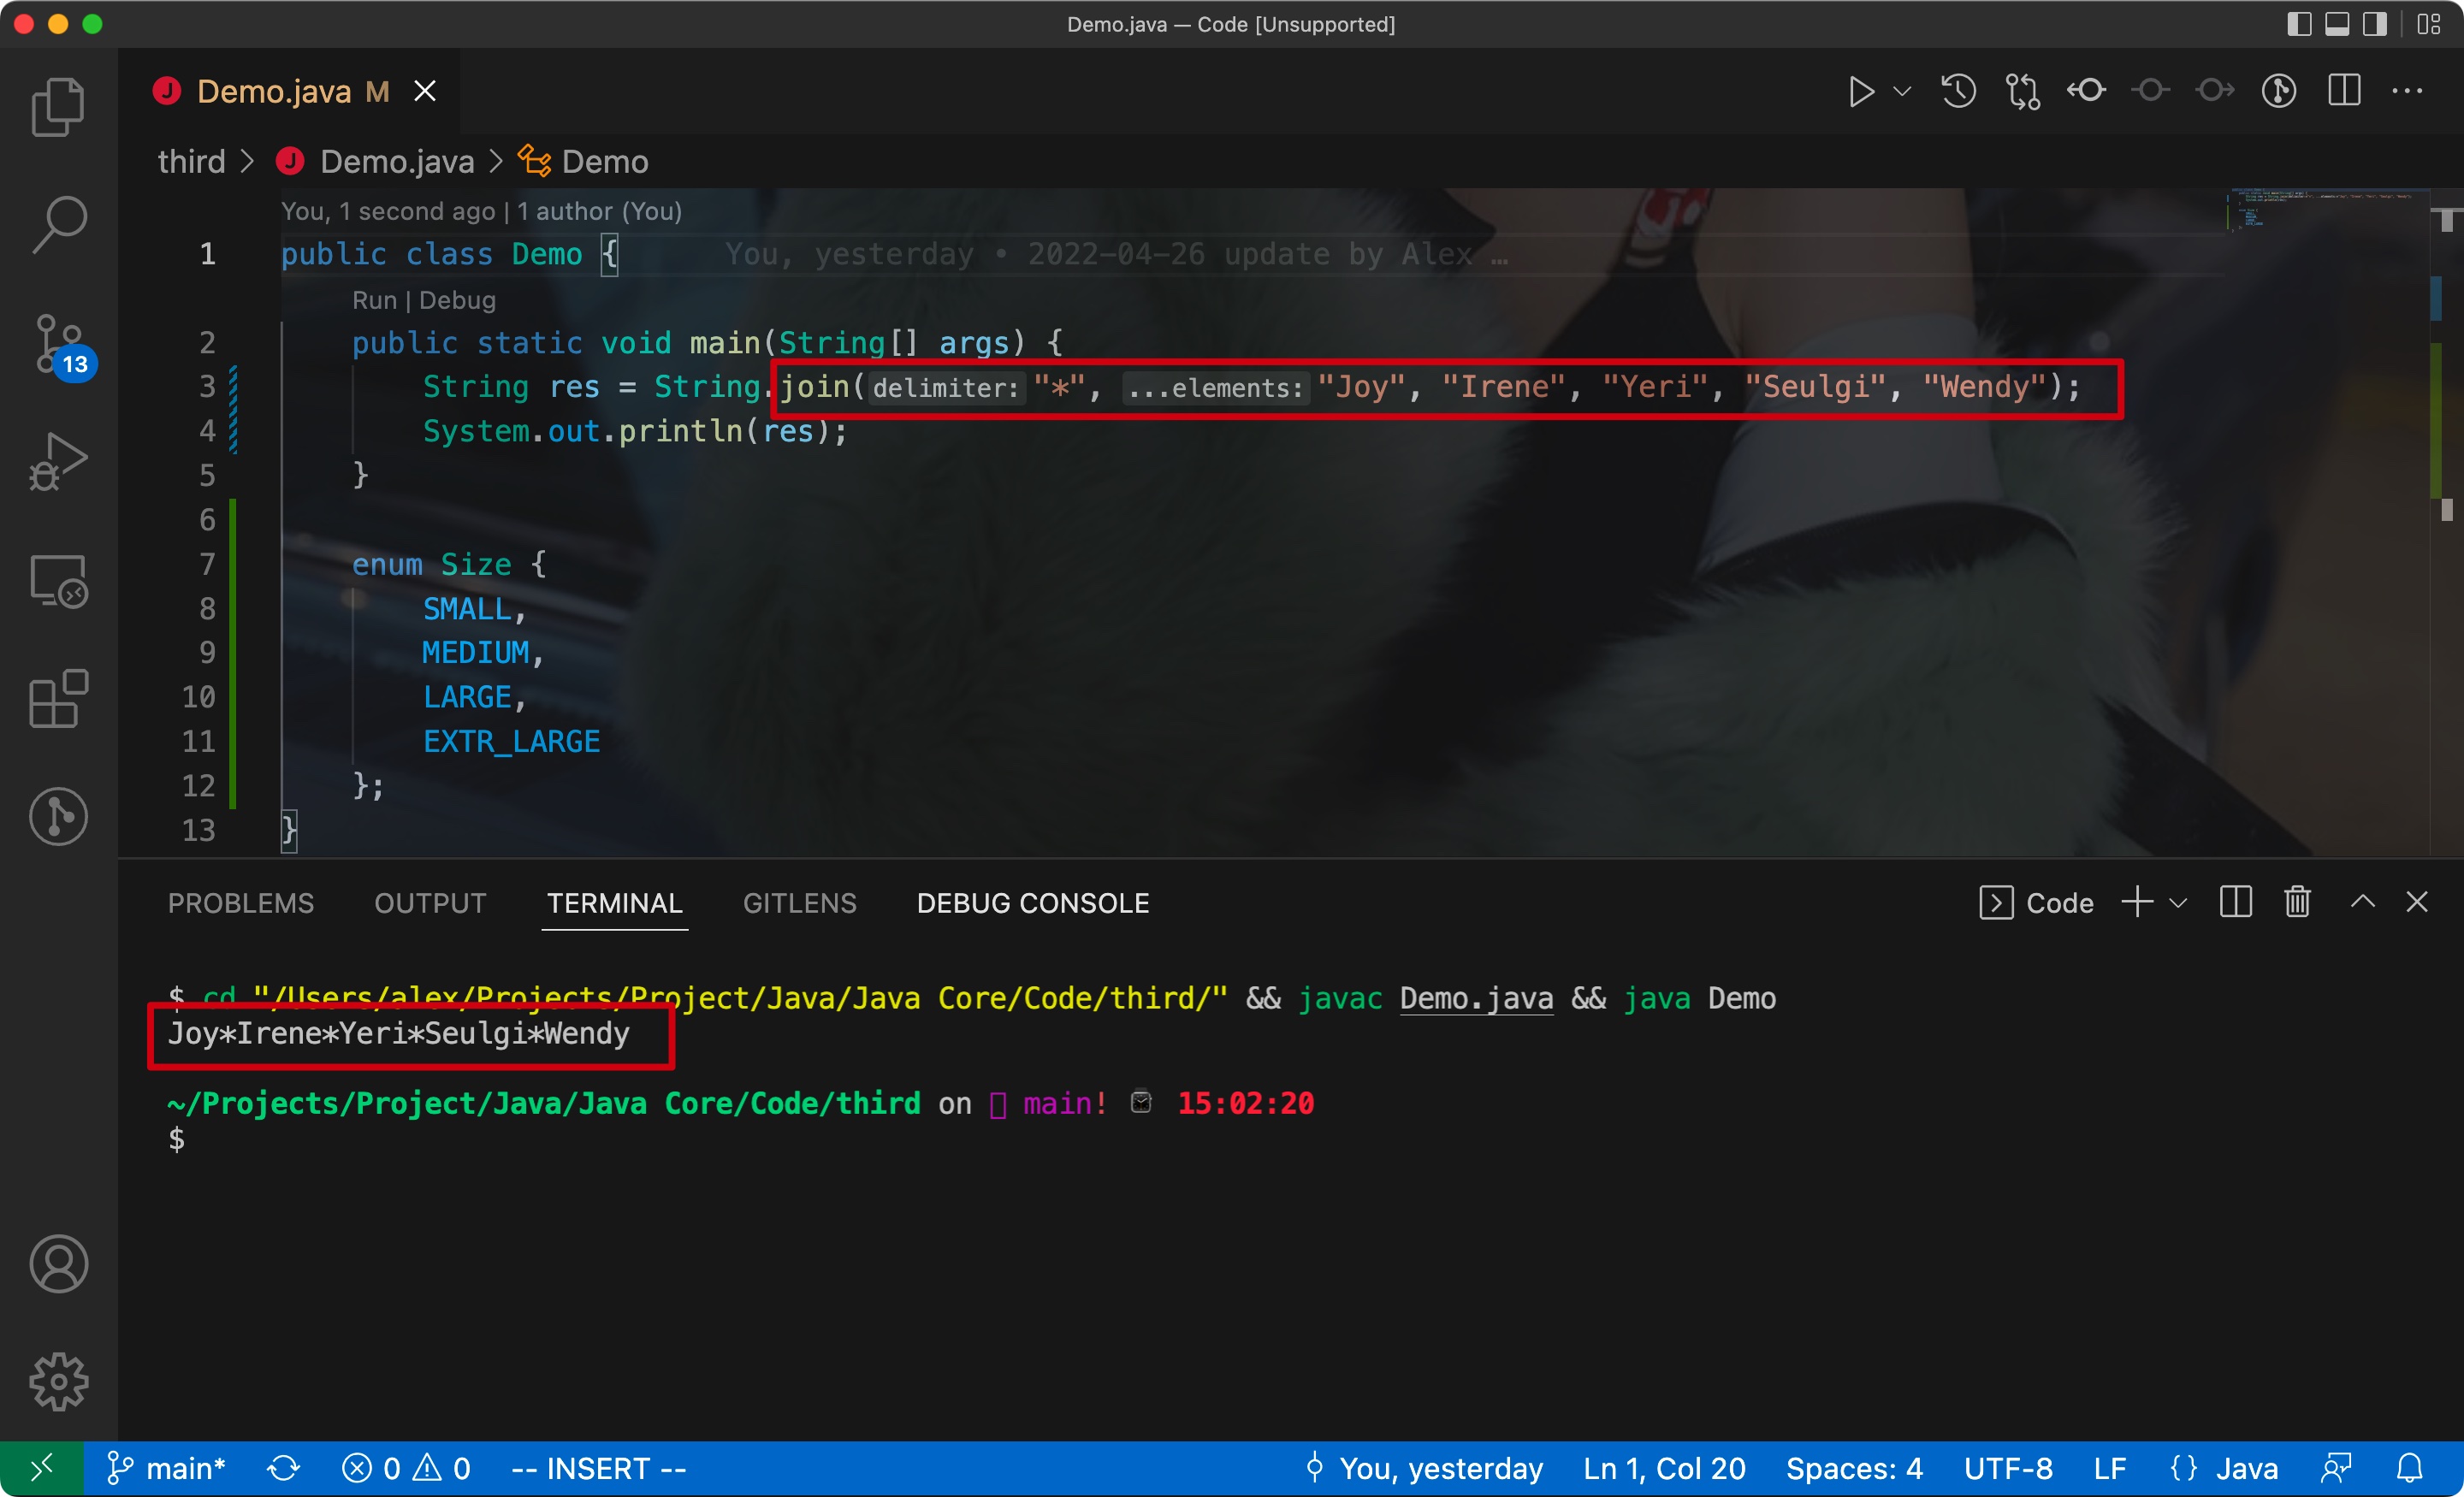 Demo.java — Code [Unsupported]
Demo.java M
third > Demo.java > Demo
You, 1 second ago | 1 author (You)
1 public class Demo { You, yesterday • 2022-04-26 update by Alex …
Run | Debug
2 public static void main(String[] args) {
3 String res = String.join(delimiter: "*", ...elements: "Joy", "Irene", "Yeri", "Seulgi", "Wendy");
4 System.out.println(res);
5 }
6
7 enum Size {
8 SMALL,
9 MEDIUM,
10 LARGE,
11 EXTR_LARGE
12 };
13 }
13
PROBLEMS OUTPUT TERMINAL GITLENS DEBUG CONSOLE Code
$ cd "/Users/alex/Projects/Project/Java/Java Core/Code/third/" && javac Demo.java && java Demo
Joy*Irene*Yeri*Seulgi*Wendy
~/Projects/Project/Java/Java Core/Code/third on main! 15:02:20
$
main* 0 0 -- INSERT -- You, yesterday Ln 1, Col 20 Spaces: 4 UTF-8 LF {} Java